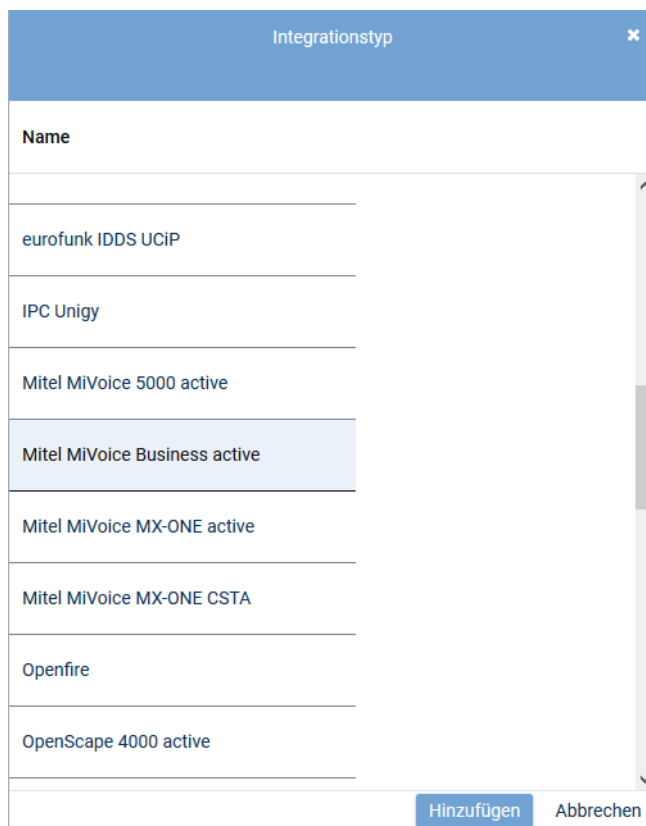 Integrationstyp
Name
eurofunk IDDS UCiP
IPC Unigy
Mitel MiVoice 5000 active
Mitel MiVoice Business active
Mitel MiVoice MX-ONE active
Mitel MiVoice MX-ONE CSTA
Openfire
OpenScape 4000 active
Hinzufügen Abbrechen